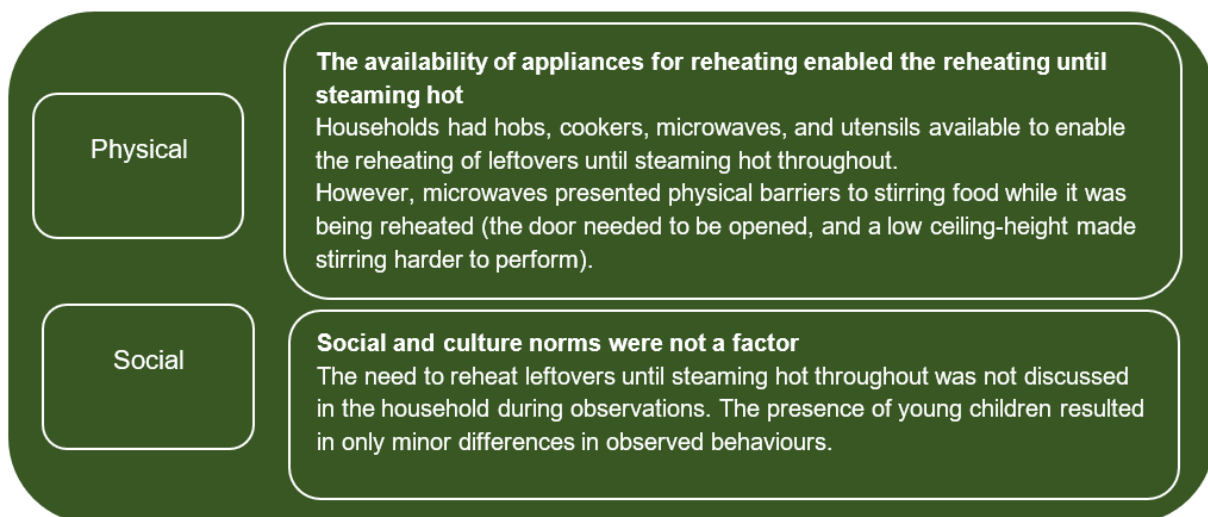 Physical
The availability of appliances for reheating enabled the reheating until
steaming hot
Households had hobs, cookers, microwaves, and utensils available to enable
the reheating of leftovers until steaming hot throughout.
However, microwaves presented physical barriers to stirring food while it was
being reheated (the door needed to be opened, and a low ceiling-height made
stirring harder to perform).
Social
Social and culture norms were not a factor
The need to reheat leftovers until steaming hot throughout was not discussed
in the household during observations. The presence of young children resulted
in only minor differences in observed behaviours.